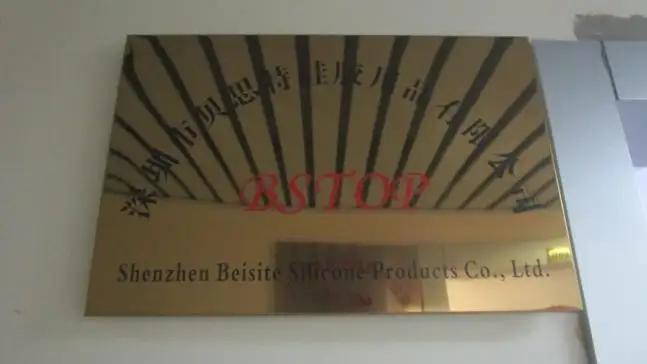 深圳市贝思特硅胶产品有限公司
BSTOP
Shenzhen Beisite Silicone Products Co., Ltd.